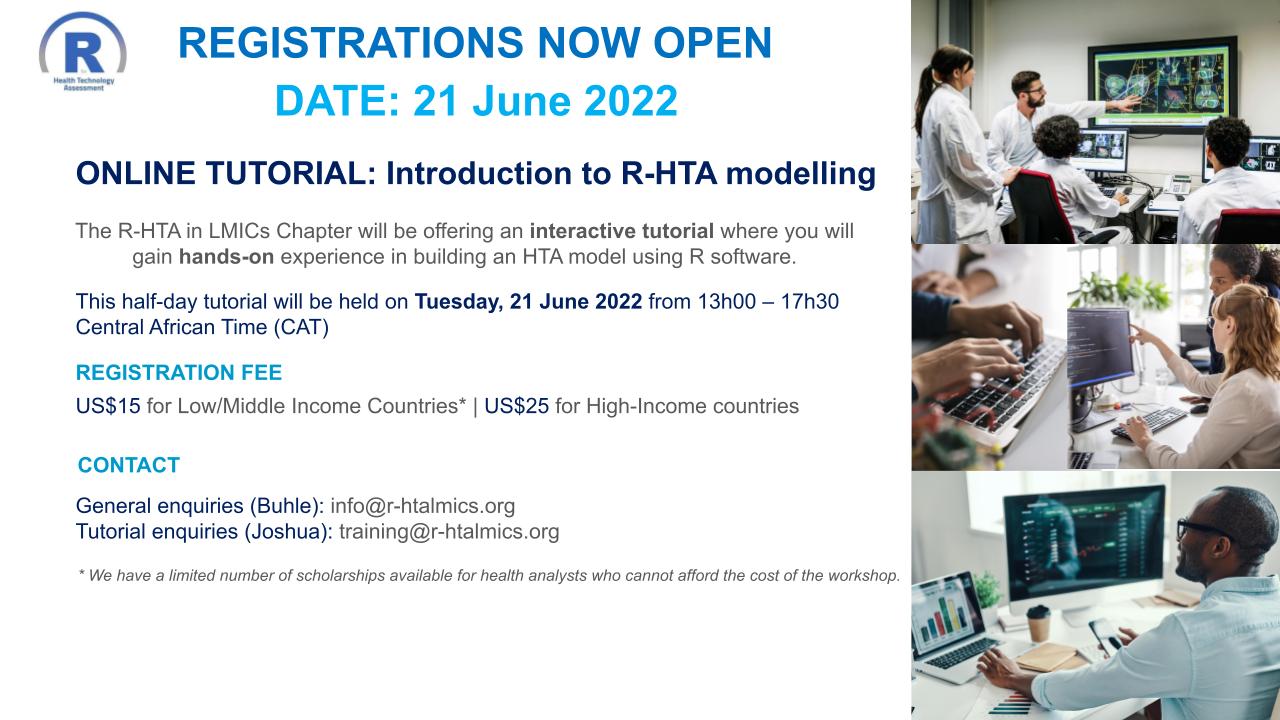 R
Health Technology
Assessment
REGISTRATIONS NOW OPEN
DATE: 21 June 2022
ONLINE TUTORIAL: Introduction to R-HTA modelling
The R-HTA in LMICs Chapter will be offering an interactive tutorial where you will
gain hands-on experience in building an HTA model using R software.
This half-day tutorial will be held on Tuesday, 21 June 2022 from 13h00 – 17h30
Central African Time (CAT)
REGISTRATION FEE
US$15 for Low/Middle Income Countries* | US$25 for High-Income countries
CONTACT
General enquiries (Buhle): info@r-htalmics.org
Tutorial enquiries (Joshua): training@r-htalmics.org
* We have a limited number of scholarships available for health analysts who cannot afford the cost of the workshop.